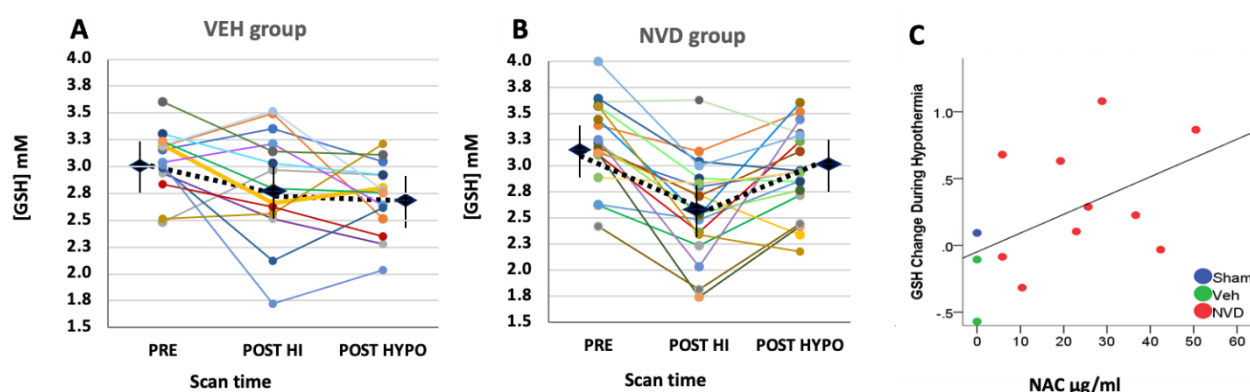 A
VEH group
[GSH] mM
4.0
3.8
3.5
3.3
3.0
2.8
2.5
2.3
2.0
1.8
1.5
PRE
POST HI
POST HYPO
Scan time
B
NVD group
[GSH] mM
4.0
3.8
3.5
3.3
3.0
2.8
2.5
2.3
2.0
1.8
1.5
PRE
POST HI
POST HYPO
Scan time
C
GSH Change During Hypothermia
1.0
.5
.0
-.5
0
10
20
30
40
50
60
Sham
Veh
NVD
NAC µg/ml